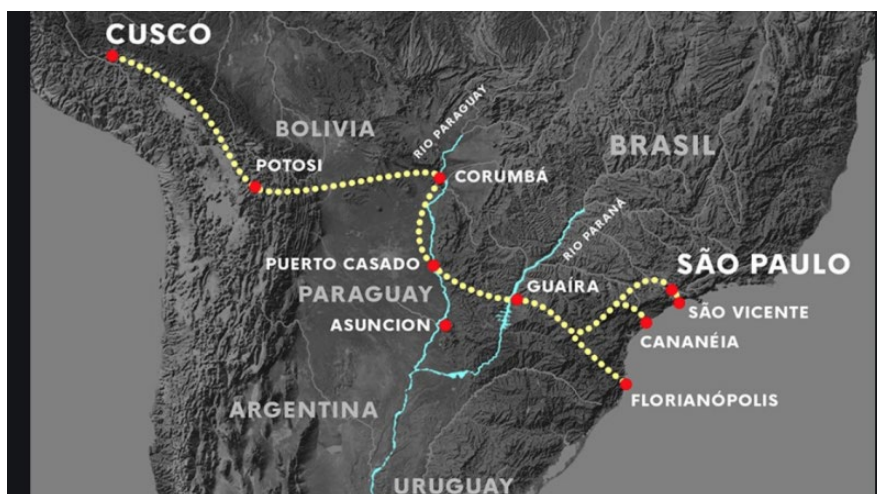 CUSCO
BOLIVIA
RIO PARAGUAY
BRASIL
POTOSI
CORUMBÁ
RIO PARANÁ
PUERTO CASADO
SÃO PAULO
PARAGUAY
GUAÍRA
SÃO VICENTE
ASUNCION
CANANÉIA
ARGENTINA
FLORIANÓPOLIS
URUGUAY